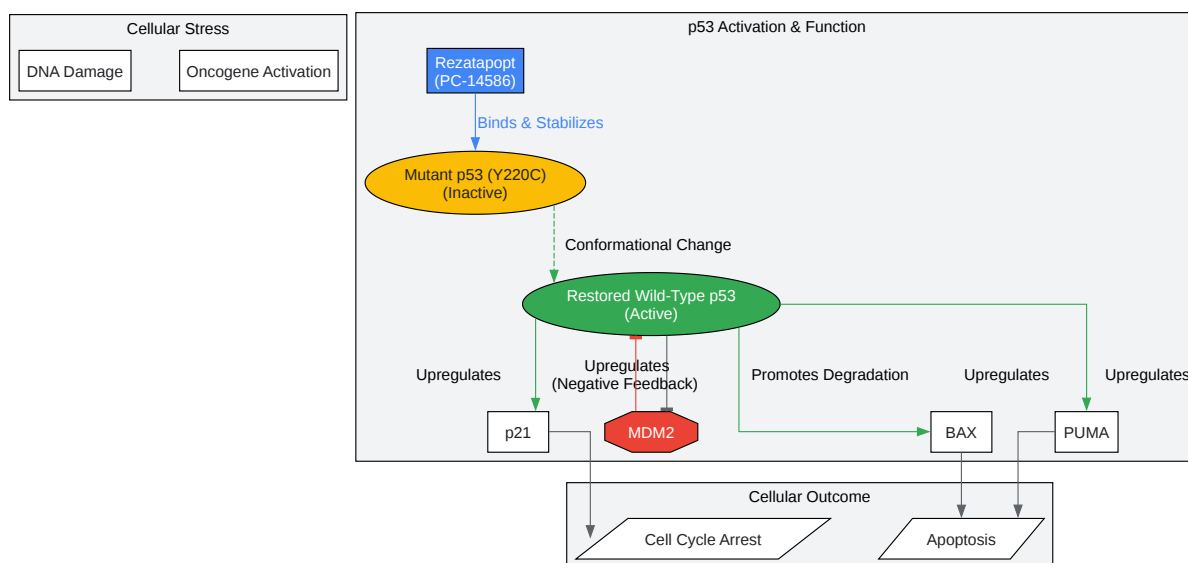 Cellular Stress
DNA Damage
Oncogene Activation
p53 Activation & Function
Rezatapopt
(PC-14586)
Binds & Stabilizes
Mutant p53 (Y220C)
(Inactive)
Conformational Change
Restored Wild-Type p53
(Active)
Upregulates
Upregulates
(Negative Feedback)
Promotes Degradation
Upregulates
Upregulates
p21
MDM2
BAX
PUMA
Cellular Outcome
Cell Cycle Arrest
Apoptosis